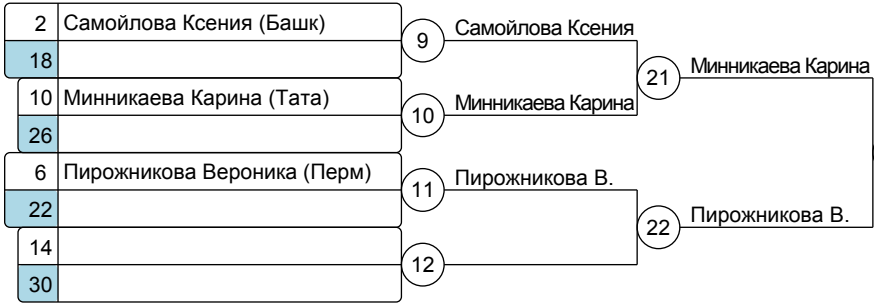 2 Самойлова Ксения (Башк)
18
9
Самойлова Ксения
10 Минникаева Карина (Тата)
26
10
Минникаева Карина
21
Минникаева Карина
6 Пирожникова Вероника (Перм)
22
11
Пирожникова В.
14
30
12
22
Пирожникова В.